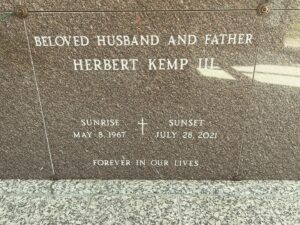 BELOVED HUSBAND AND FATHER
HERBERT KEMP III
SUNRISE SUNSET
MAY 8, 1967 JULY 28, 2021
FOREVER IN OUR LIVES